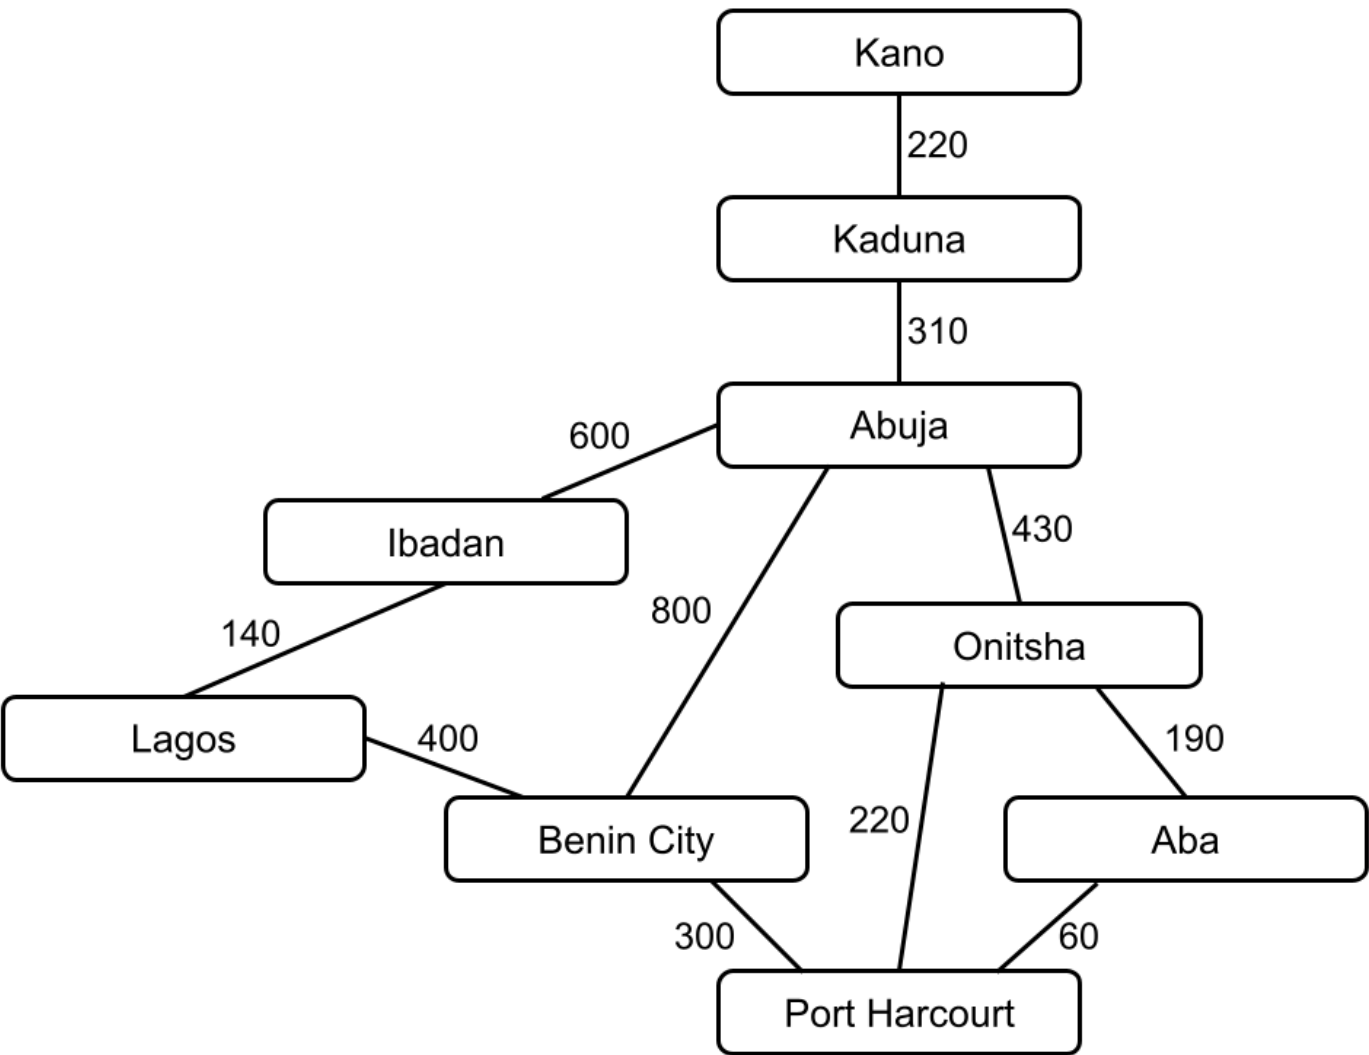 Kano
220
Kaduna
310
Abuja
600
430
Ibadan
800
140
Onitsha
Lagos
400
190
220
Benin City
Aba
300
60
Port Harcourt